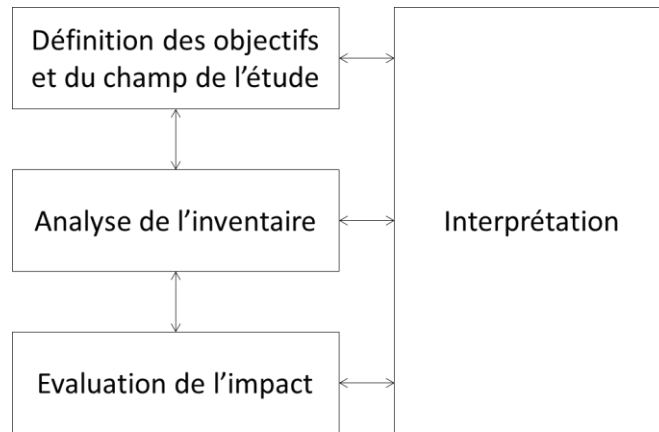 Définition des objectifs
et du champ de l'étude
Analyse de l'inventaire
Interprétation
Evaluation de l'impact